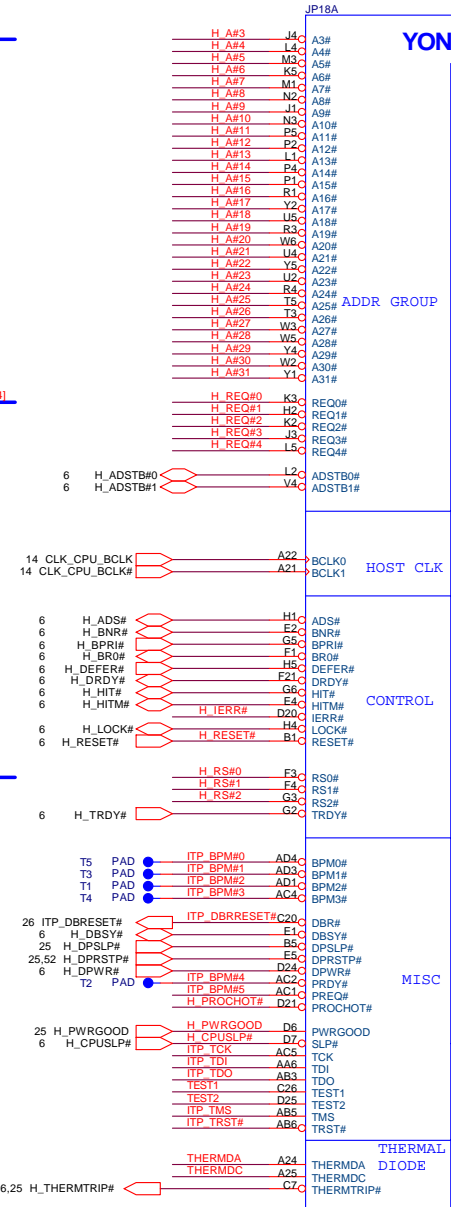 JP18A
YON
H_A#3 J4 A3#
H_A#4 L4 A4#
H_A#5 M3 A5#
H_A#6 K5 A6#
H_A#7 M1 A7#
H_A#8 N2 A8#
H_A#9 J1 A9#
H_A#10 N3 A10#
H_A#11 P5 A11#
H_A#12 P2 A12#
H_A#13 L1 A13#
H_A#14 P4 A14#
H_A#15 P1 A15#
H_A#16 R1 A16#
H_A#17 Y2 A17#
H_A#18 U5 A18#
H_A#19 R3 A19#
H_A#20 W6 A20#
H_A#21 U4 A21#
H_A#22 Y5 A22#
H_A#23 U2 A23#
H_A#24 R4 A24#
H_A#25 T5 A25# ADDR GROUP
H_A#26 T3 A26#
H_A#27 W3 A27#
H_A#28 W5 A28#
H_A#29 Y4 A29#
H_A#30 W2 A30#
H_A#31 Y1 A31#
H_REQ#0 K3 REQ0#
H_REQ#1 H2 REQ1#
H_REQ#2 K2 REQ2#
H_REQ#3 J3 REQ3#
H_REQ#4 L5 REQ4#
6 H_ADSTB#0 L2 ADSTB0#
6 H_ADSTB#1 V4 ADSTB1#
14 CLK_CPU_BCLK A22 BCLK0
14 CLK_CPU_BCLK# A21 BCLK1 HOST CLK
6 H_ADS# H1 ADS#
6 H_BNR# E2 BNR#
6 H_BPRI# G5 BPRI#
6 H_BR0# F1 BR0#
6 H_DEFER# H5 DEFER#
6 H_DRDY# F21 DRDY#
6 H_HIT# G6 HIT#
6 H_HITM# E4 HITM# CONTROL
H_IERR# D20 IERR#
6 H_LOCK# H4 LOCK#
6 H_RESET# H_RESET# B1 RESET#
H_RS#0 F3 RS0#
H_RS#1 F4 RS1#
H_RS#2 G3 RS2#
6 H_TRDY# G2 TRDY#
T5 PAD ITP_BPM#0 AD4 BPM0#
T3 PAD ITP_BPM#1 AD3 BPM1#
T1 PAD ITP_BPM#2 AD1 BPM2#
T4 PAD ITP_BPM#3 AC4 BPM3#
26 ITP_DBRESET# ITP_DBRRESET# C20 DBR#
6 H_DBSY# E1 DBSY#
25 H_DPSLP# B5 DPSLP#
25,52 H_DPRSTP# E5 DPRSTP#
6 H_DPWR# D24 DPWR#
T2 PAD ITP_BPM#4 AC2 PRDY# MISC
ITP_BPM#5 AC1 PREQ#
H_PROCHOT# D21 PROCHOT#
25 H_PWRGOOD H_PWRGOOD D6 PWRGOOD
6 H_CPUSLP# H_CPUSLP# D7 SLP#
ITP_TCK AC5 TCK
ITP_TDI AA6 TDI
ITP_TDO AB3 TDO
TEST1 C26 TEST1
TEST2 D25 TEST2
ITP_TMS AB5 TMS
ITP_TRST# AB6 TRST#
THERMAL
DIODE
THERMDA A24 THERMDA
THERMDC A25 THERMDC
6,25 H_THERMTRIP# C7 THERMTRIP#